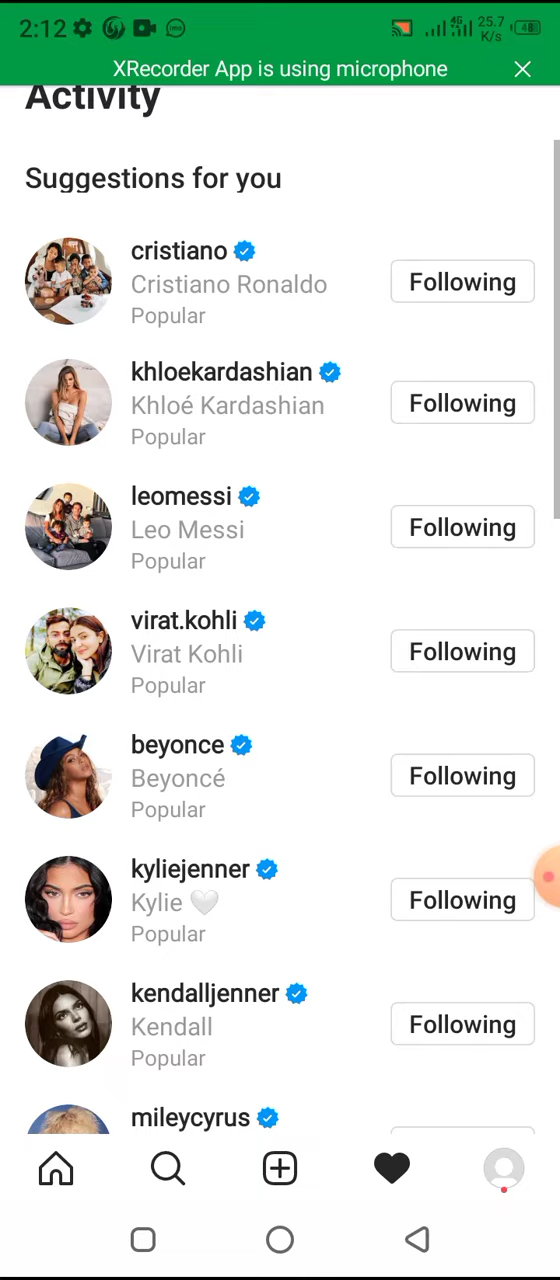 2:12 4G 25.7 K/s 48
XRecorder App is using microphone
Activity
Suggestions for you
cristiano
Cristiano Ronaldo
Popular
Following
khloekardashian
Khloé Kardashian
Popular
Following
leomessi
Leo Messi
Popular
Following
virat.kohli
Virat Kohli
Popular
Following
beyonce
Beyoncé
Popular
Following
kyliejenner
Kylie 🤍
Popular
Following
kendalljenner
Kendall
Popular
Following
mileycyrus